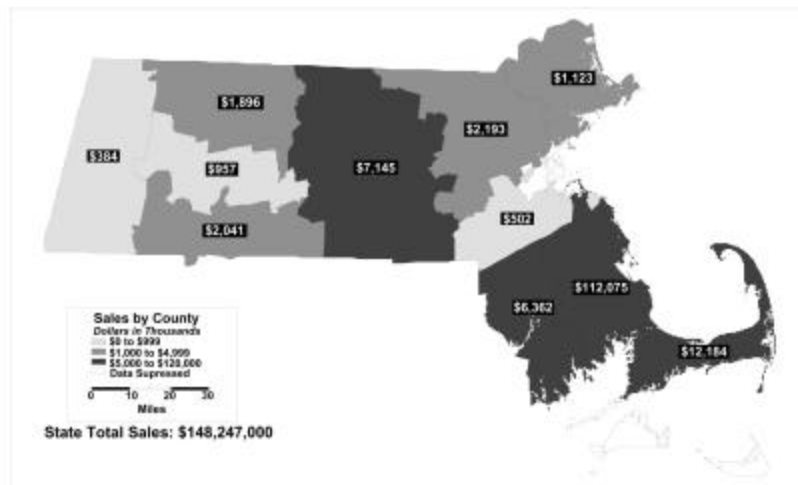 $1,123
$1,896
$2,193
$384
$957
$7,145
$502
$2,041
$112,075
$6,362
$12,184
Sales by County
Dollars in Thousands
$0 to $999
$1,000 to $4,999
$5,000 to $120,000
Data Supressed
0 10 20 30
Miles
State Total Sales: $148,247,000